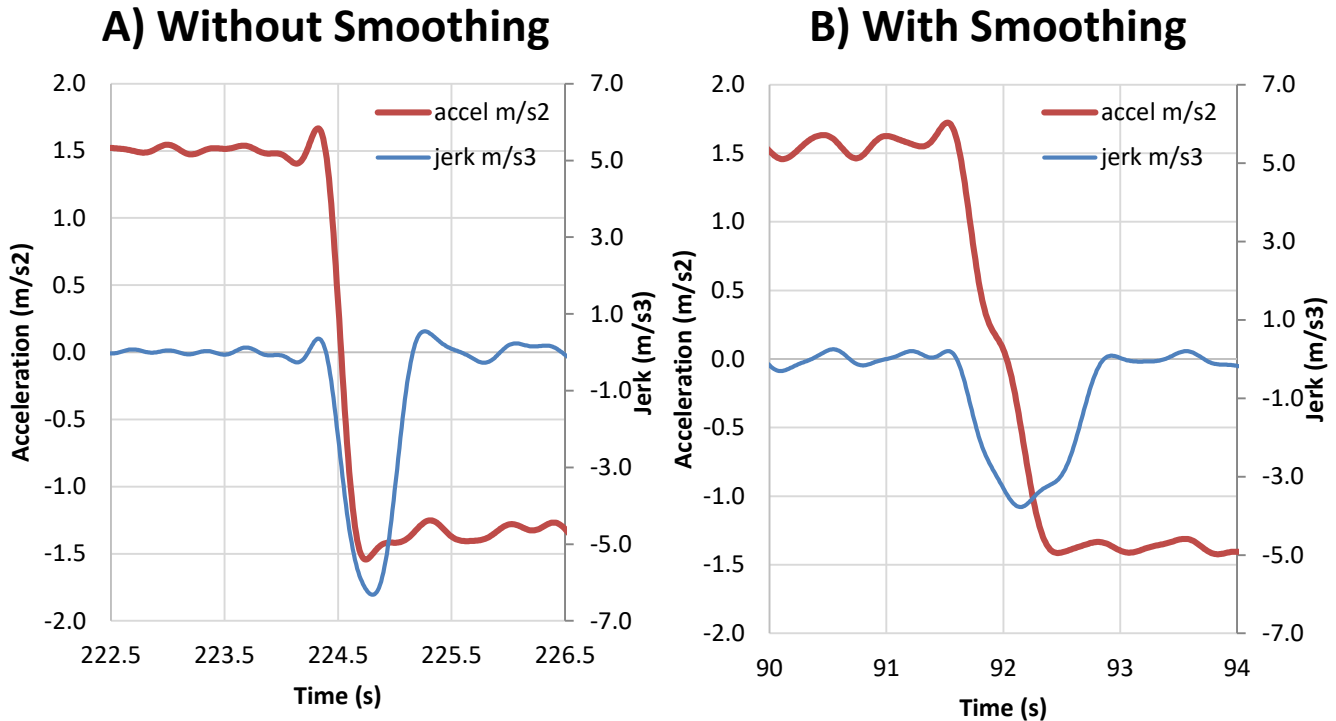 A) Without Smoothing
2.0
1.5
1.0
0.5
0.0
-0.5
-1.0
-1.5
-2.0
Acceleration (m/s2)
accel m/s2
jerk m/s3
7.0
5.0
3.0
1.0
-1.0
-3.0
-5.0
-7.0
Jerk (m/s3)
222.5 223.5 224.5 225.5 226.5
Time (s)
B) With Smoothing
2.0
1.5
1.0
0.5
0.0
-0.5
-1.0
-1.5
-2.0
Acceleration (m/s2)
accel m/s2
jerk m/s3
7.0
5.0
3.0
1.0
-1.0
-3.0
-5.0
-7.0
Jerk (m/s3)
90 91 92 93 94
Time (s)